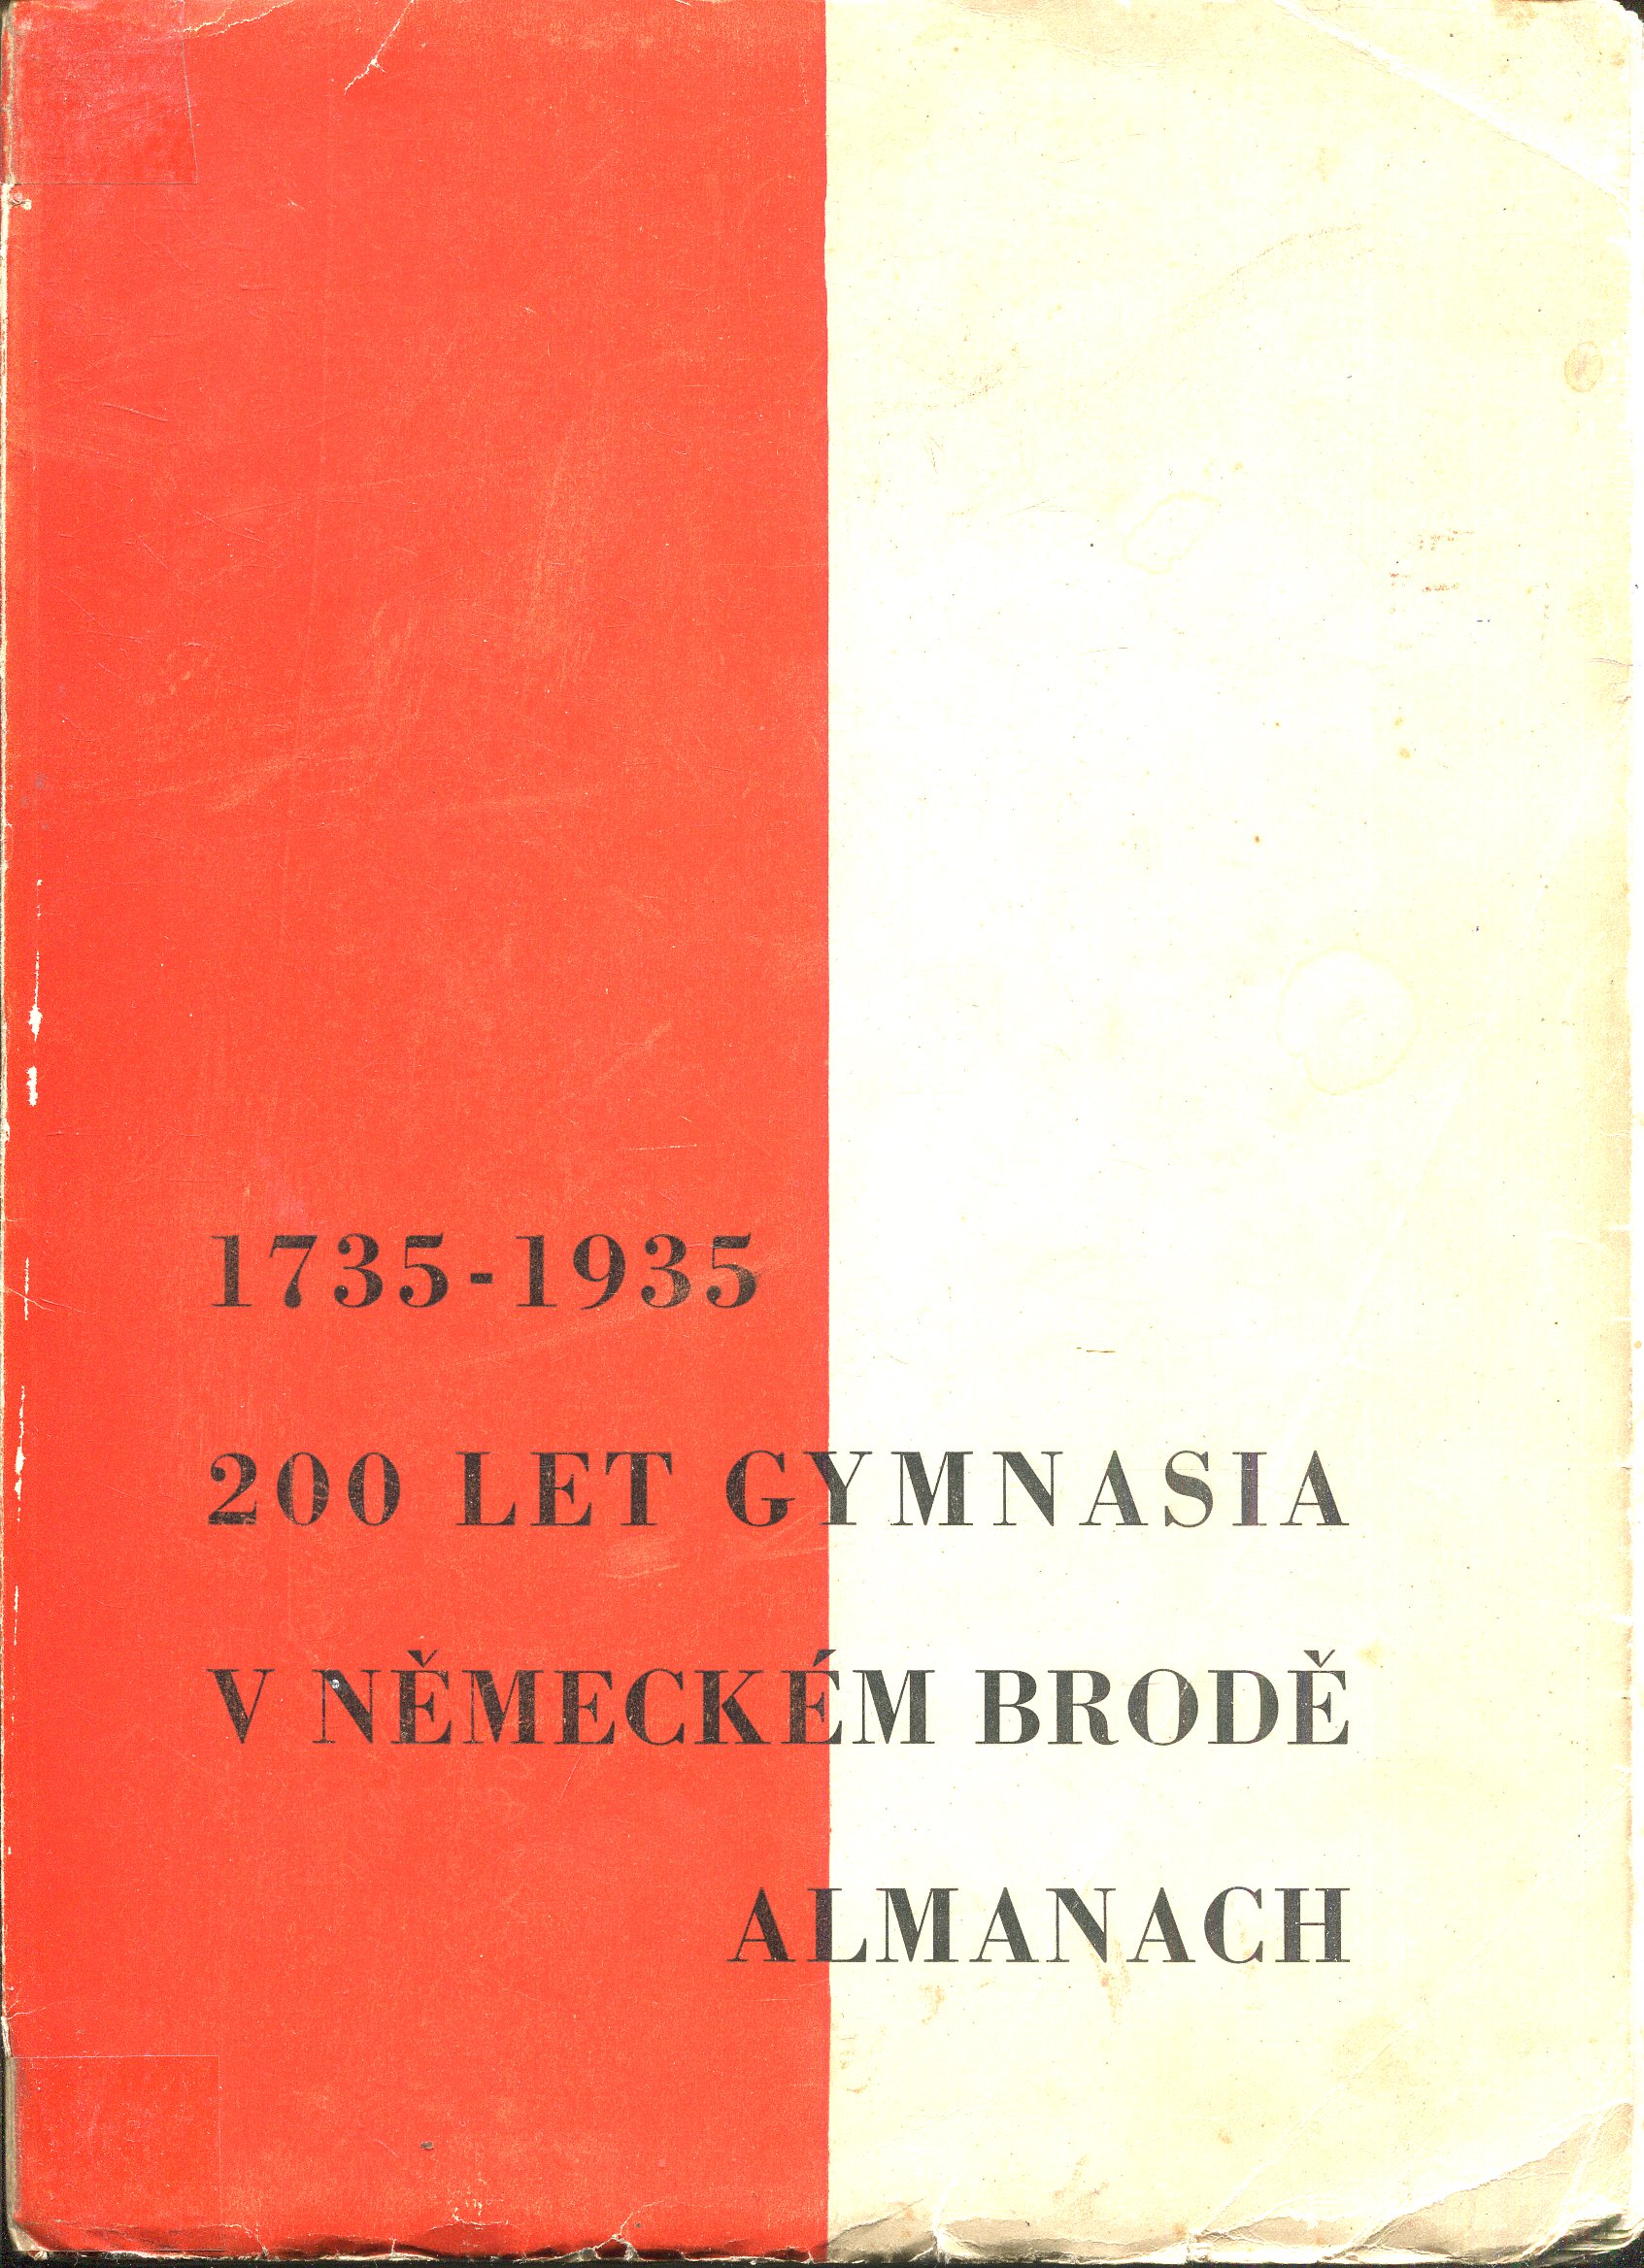 1735-1935
200 LET GYMNASIA
V NĚMECKÉM BRODĚ
ALMANACH